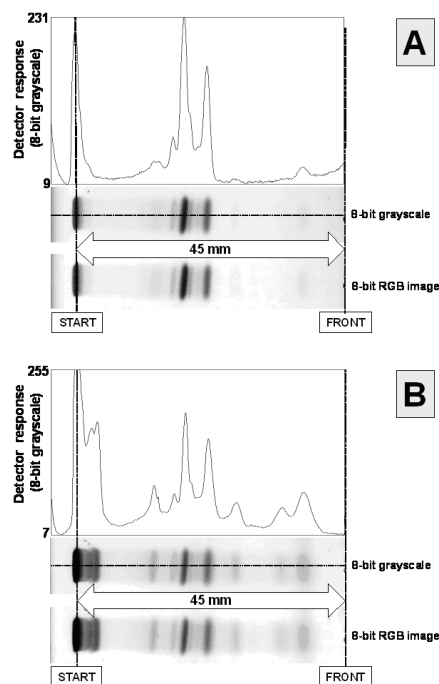 231
A
Detector response
(8-bit grayscale)
9
8-bit grayscale
45 mm
8-bit RGB image
START
FRONT
255
B
Detector response
(8-bit grayscale)
7
8-bit grayscale
45 mm
8-bit RGB image
START
FRONT